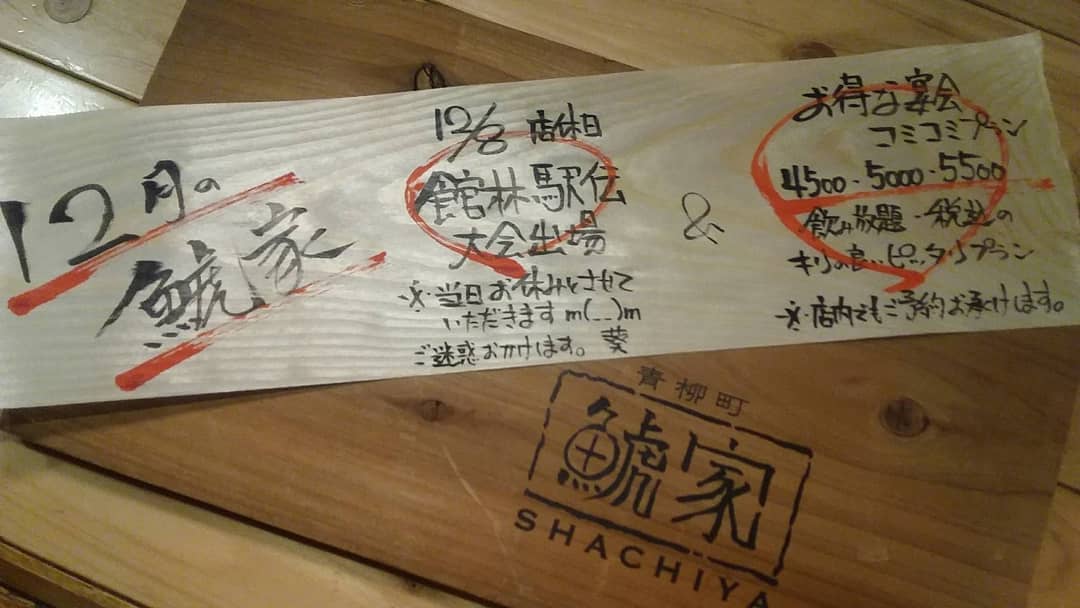 12月の
鯱家
12/8 店休日
館林駅伝
大会出場
※当日お休みとさせて
いただきます m(__)m
ご迷惑おかけします。葵
&
お得な宴会
コミコミプラン
4500・5000・5500
飲み放題・税込の
キリの良いピッタリプラン
※店内でもご予約お承けします。
青柳町
鯱家
SHACHIYA